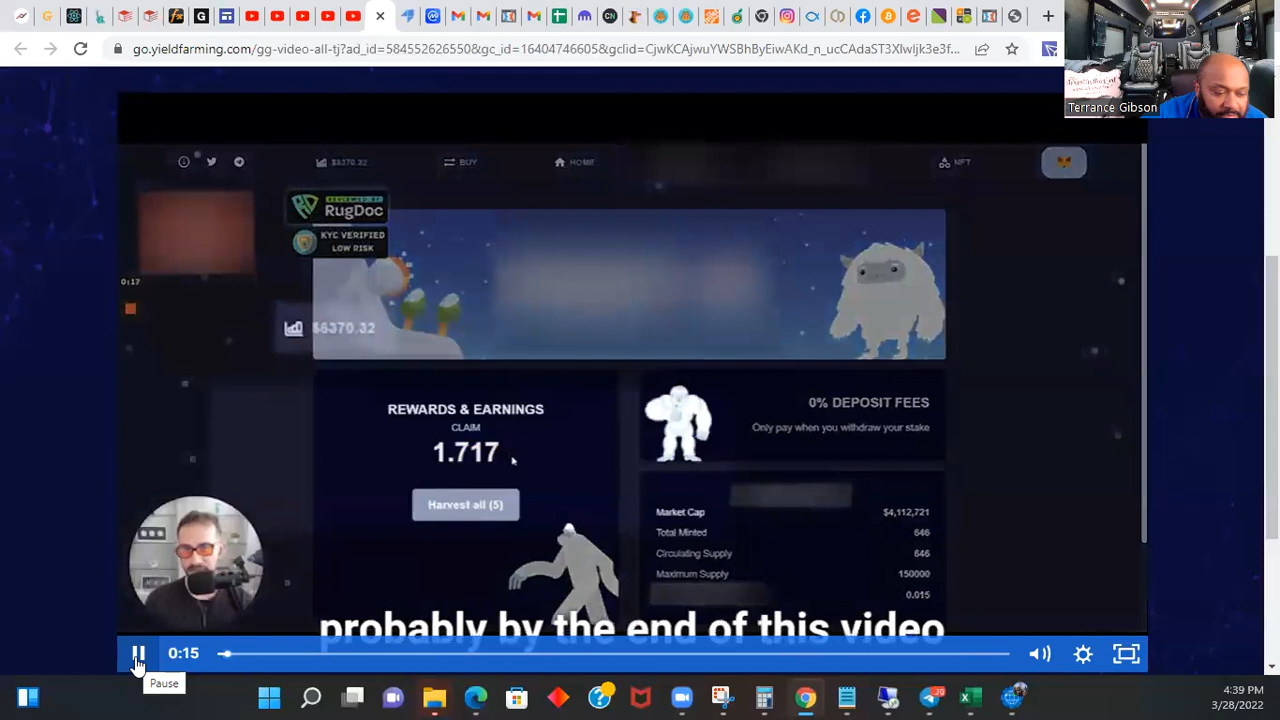 go.yieldfarming.com/gg-video-all-tj?ad_id=584552626550&gc_id=16404746605&gclid=CjwKCAjwuYWSBhByEiwAKd_n_ucCAdaST3XIwIjk3e3f...
Terrance Gibson
$6370.32
BUY
HOME
NFT
REVIEWED BY
RugDoc
KYC VERIFIED
LOW RISK
0:17
$6370.32
REWARDS & EARNINGS
CLAIM
1.717
Harvest all (5)
0% DEPOSIT FEES
Only pay when you withdraw your stake
Market Cap $4,112,721
Total Minted 646
Circulating Supply 646
Maximum Supply 150000
0.015
probably by the end of this video
0:15
Pause
4:39 PM
3/28/2022